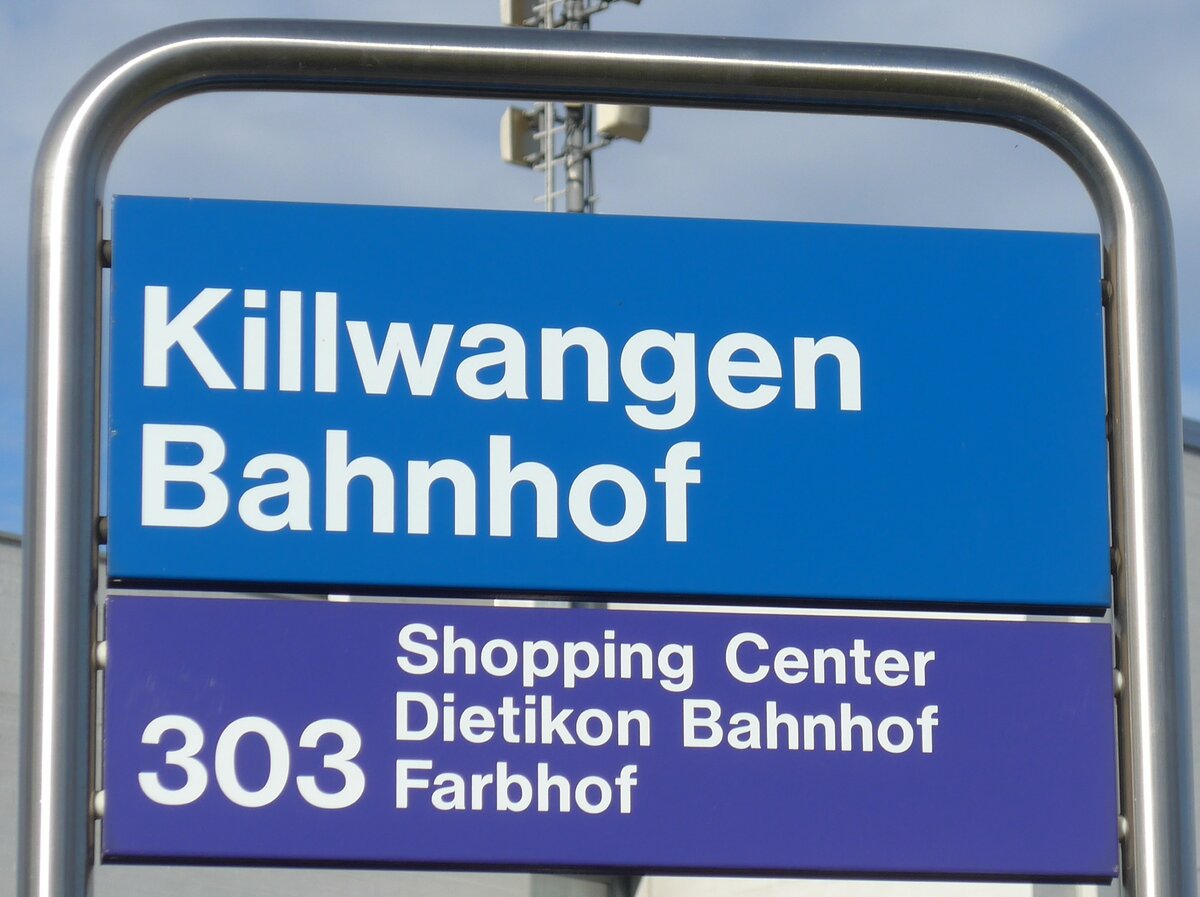 Killwangen
Bahnhof
303
Shopping Center
Dietikon Bahnhof
Farbhof